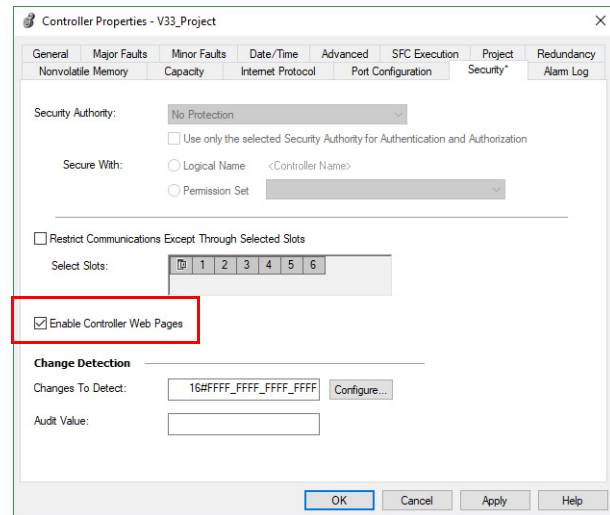 Controller Properties - V33_Project
General Major Faults Minor Faults Date/Time Advanced SFC Execution Project Redundancy
Nonvolatile Memory Capacity Internet Protocol Port Configuration Security* Alarm Log
Security Authority: No Protection
Use only the selected Security Authority for Authentication and Authorization
Secure With: Logical Name <Controller Name>
Permission Set
Restrict Communications Except Through Selected Slots
Select Slots: 1 2 3 4 5 6
Enable Controller Web Pages
Change Detection
Changes To Detect: 16#FFFF_FFFF_FFFF_FFFF Configure...
Audit Value:
OK Cancel Apply Help